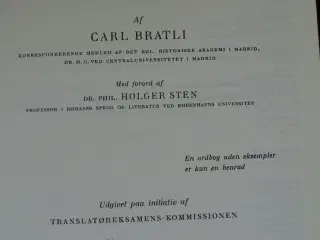 Af
CARL BRATLI
KORRESPONDERENDE MEDLEM AF DET KGL. HISTORISKE AKADEMI I MADRID,
DR. H. C. VED CENTRALUNIVERSITETET I MADRID
Med forord af
DR. PHIL. HOLGER STEN
PROFESSOR I ROMANSK SPROG OG LITTERATUR VED KØBENHAVNS UNIVERSITET
En ordbog uden eksempler
er kun en benrad
Udgivet paa initiativ af
TRANSLATØREKSAMENS-KOMMISSIONEN